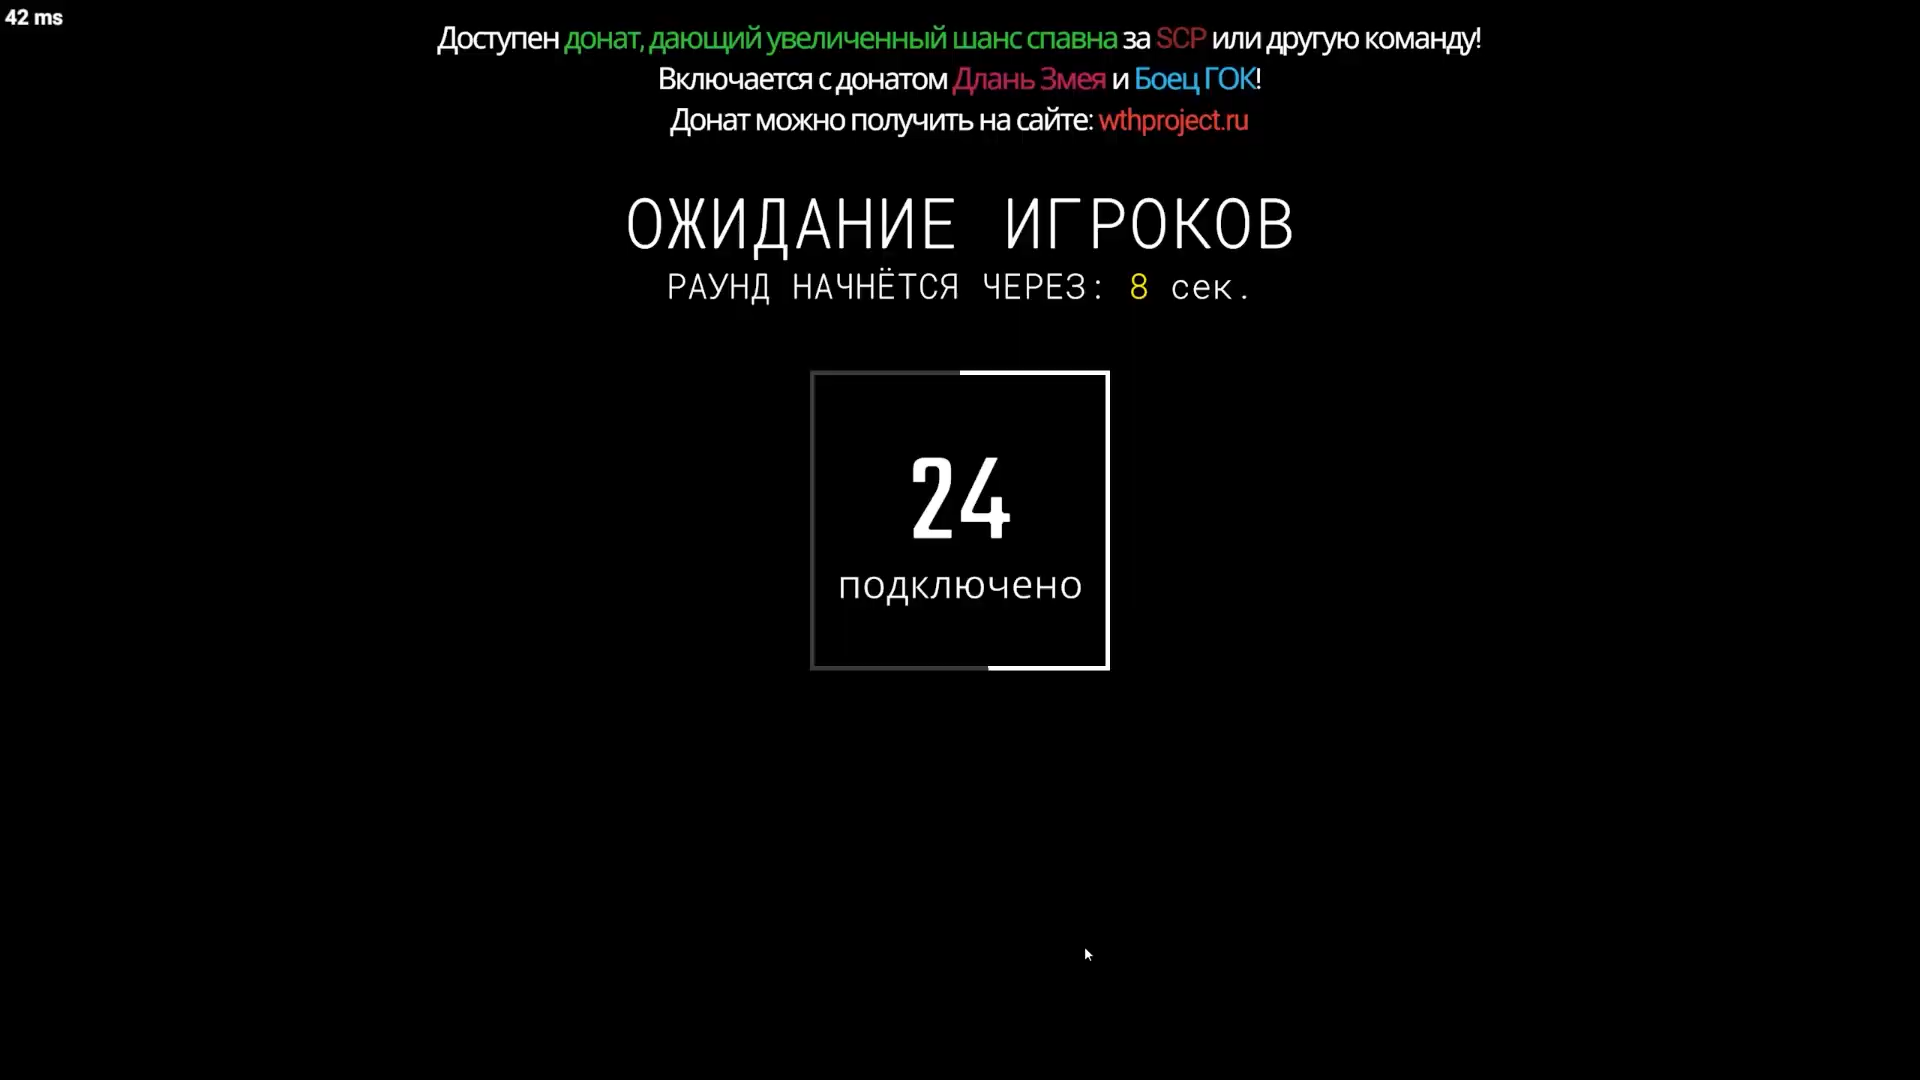 42 ms
Доступен донат, дающий увеличенный шанс спавна за SCP или другую команду!
Включается с донатом Длань Змея и Боец ГОК!
Донат можно получить на сайте: wthproject.ru
ОЖИДАНИЕ ИГРОКОВ
РАУНД НАЧНЁТСЯ ЧЕРЕЗ: 8 сек.
24
подключено